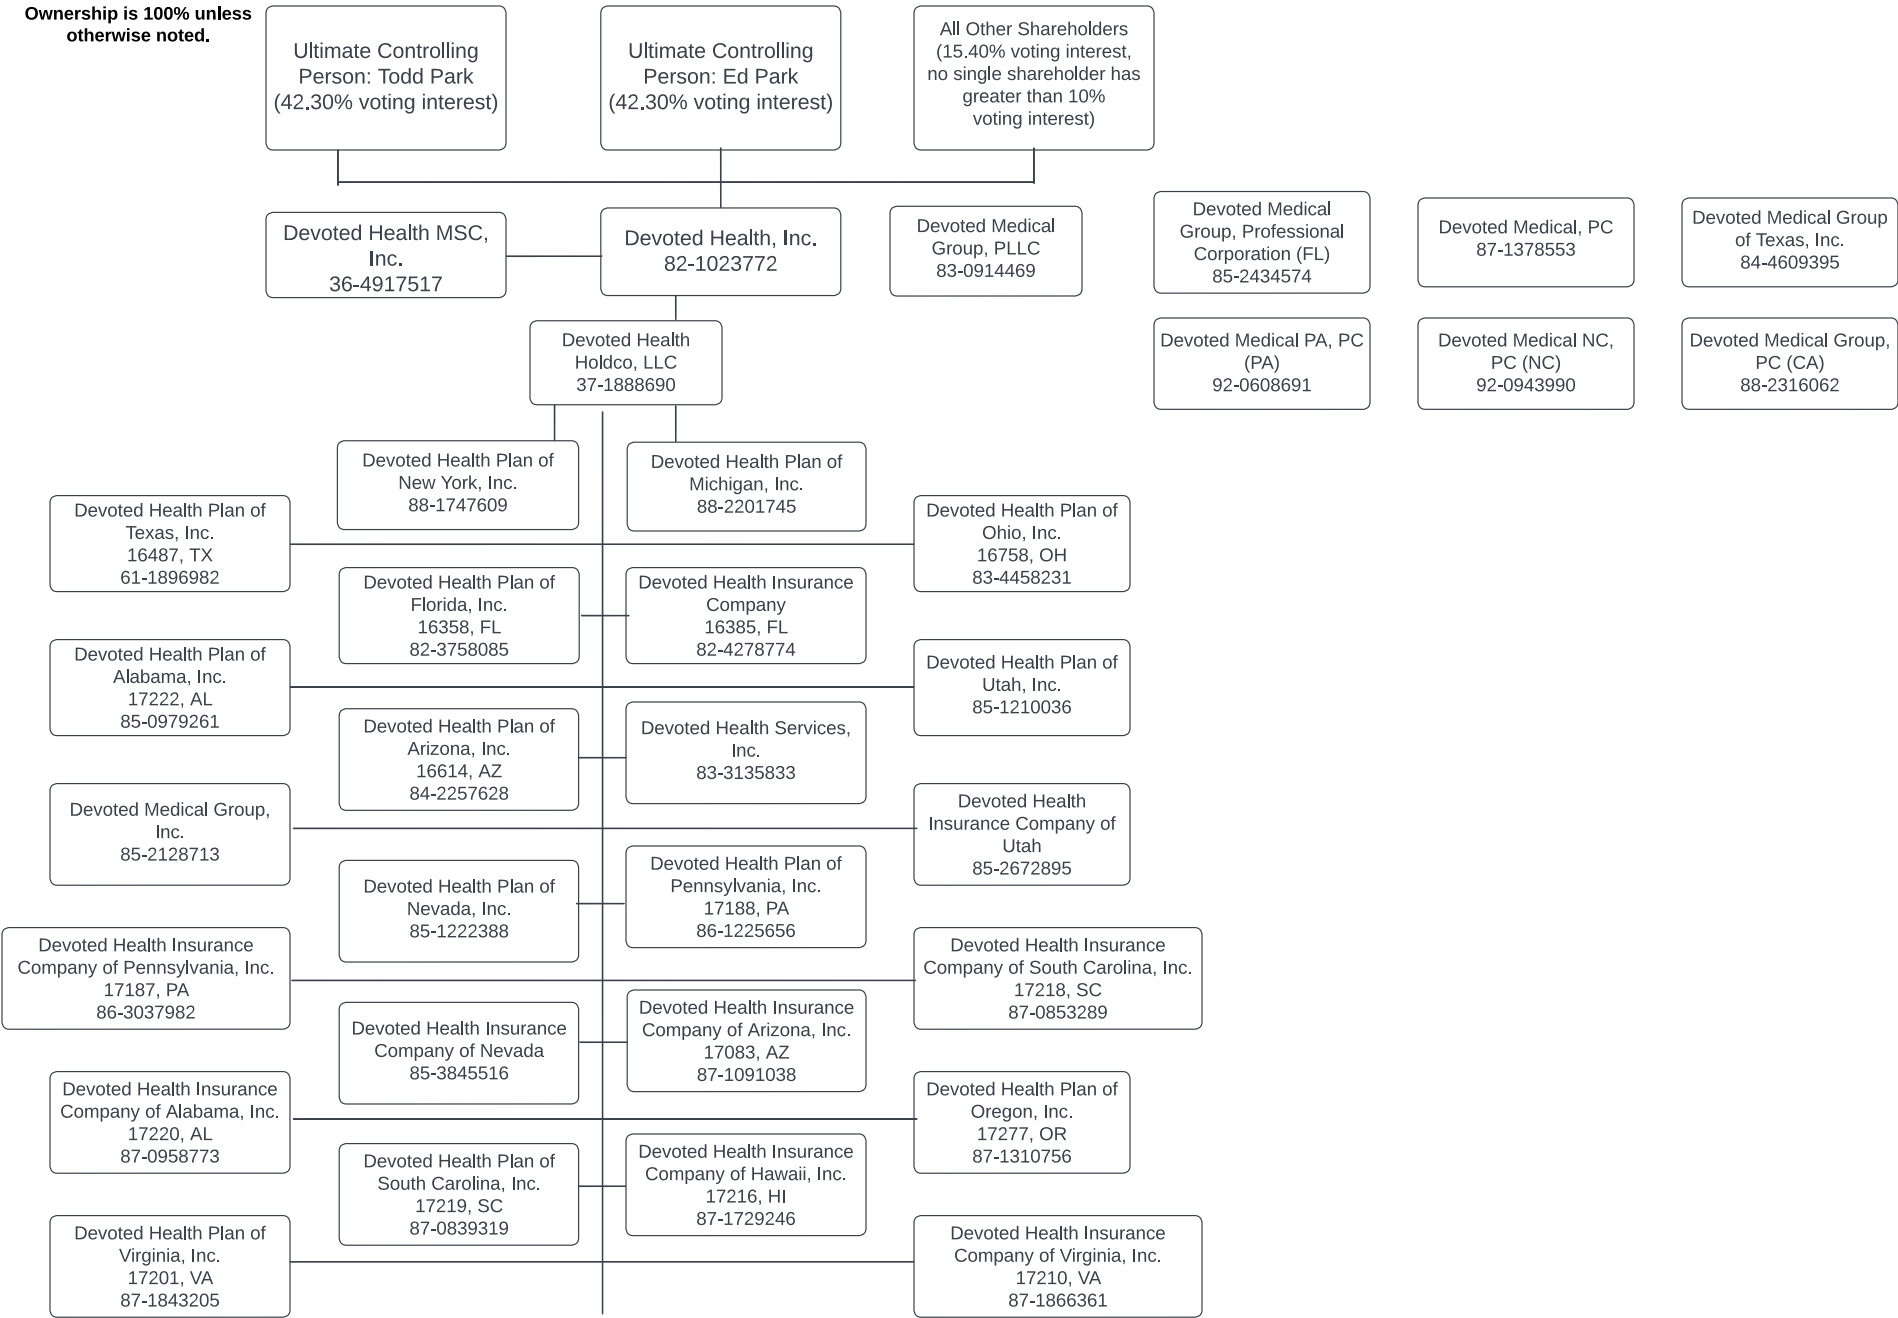 Ownership is 100% unless
otherwise noted.
Ultimate Controlling
Person: Todd Park
(42.30% voting interest)
Ultimate Controlling
Person: Ed Park
(42.30% voting interest)
All Other Shareholders
(15.40% voting interest,
no single shareholder has
greater than 10%
voting interest)
Devoted Health MSC,
Inc.
36-4917517
Devoted Health, Inc.
82-1023772
Devoted Medical
Group, PLLC
83-0914469
Devoted Medical
Group, Professional
Corporation (FL)
85-2434574
Devoted Medical, PC
87-1378553
Devoted Medical Group
of Texas, Inc.
84-4609395
Devoted Health
Holdco, LLC
37-1888690
Devoted Medical PA, PC
(PA)
92-0608691
Devoted Medical NC,
PC (NC)
92-0943990
Devoted Medical Group,
PC (CA)
88-2316062
Devoted Health Plan of
New York, Inc.
88-1747609
Devoted Health Plan of
Michigan, Inc.
88-2201745
Devoted Health Plan of
Texas, Inc.
16487, TX
61-1896982
Devoted Health Plan of
Ohio, Inc.
16758, OH
83-4458231
Devoted Health Plan of
Florida, Inc.
16358, FL
82-3758085
Devoted Health Insurance
Company
16385, FL
82-4278774
Devoted Health Plan of
Alabama, Inc.
17222, AL
85-0979261
Devoted Health Plan of
Utah, Inc.
85-1210036
Devoted Health Plan of
Arizona, Inc.
16614, AZ
84-2257628
Devoted Health Services,
Inc.
83-3135833
Devoted Medical Group,
Inc.
85-2128713
Devoted Health
Insurance Company of
Utah
85-2672895
Devoted Health Plan of
Nevada, Inc.
85-1222388
Devoted Health Plan of
Pennsylvania, Inc.
17188, PA
86-1225656
Devoted Health Insurance
Company of Pennsylvania, Inc.
17187, PA
86-3037982
Devoted Health Insurance
Company of South Carolina, Inc.
17218, SC
87-0853289
Devoted Health Insurance
Company of Nevada
85-3845516
Devoted Health Insurance
Company of Arizona, Inc.
17083, AZ
87-1091038
Devoted Health Insurance
Company of Alabama, Inc.
17220, AL
87-0958773
Devoted Health Plan of
Oregon, Inc.
17277, OR
87-1310756
Devoted Health Plan of
South Carolina, Inc.
17219, SC
87-0839319
Devoted Health Insurance
Company of Hawaii, Inc.
17216, HI
87-1729246
Devoted Health Plan of
Virginia, Inc.
17201, VA
87-1843205
Devoted Health Insurance
Company of Virginia, Inc.
17210, VA
87-1866361